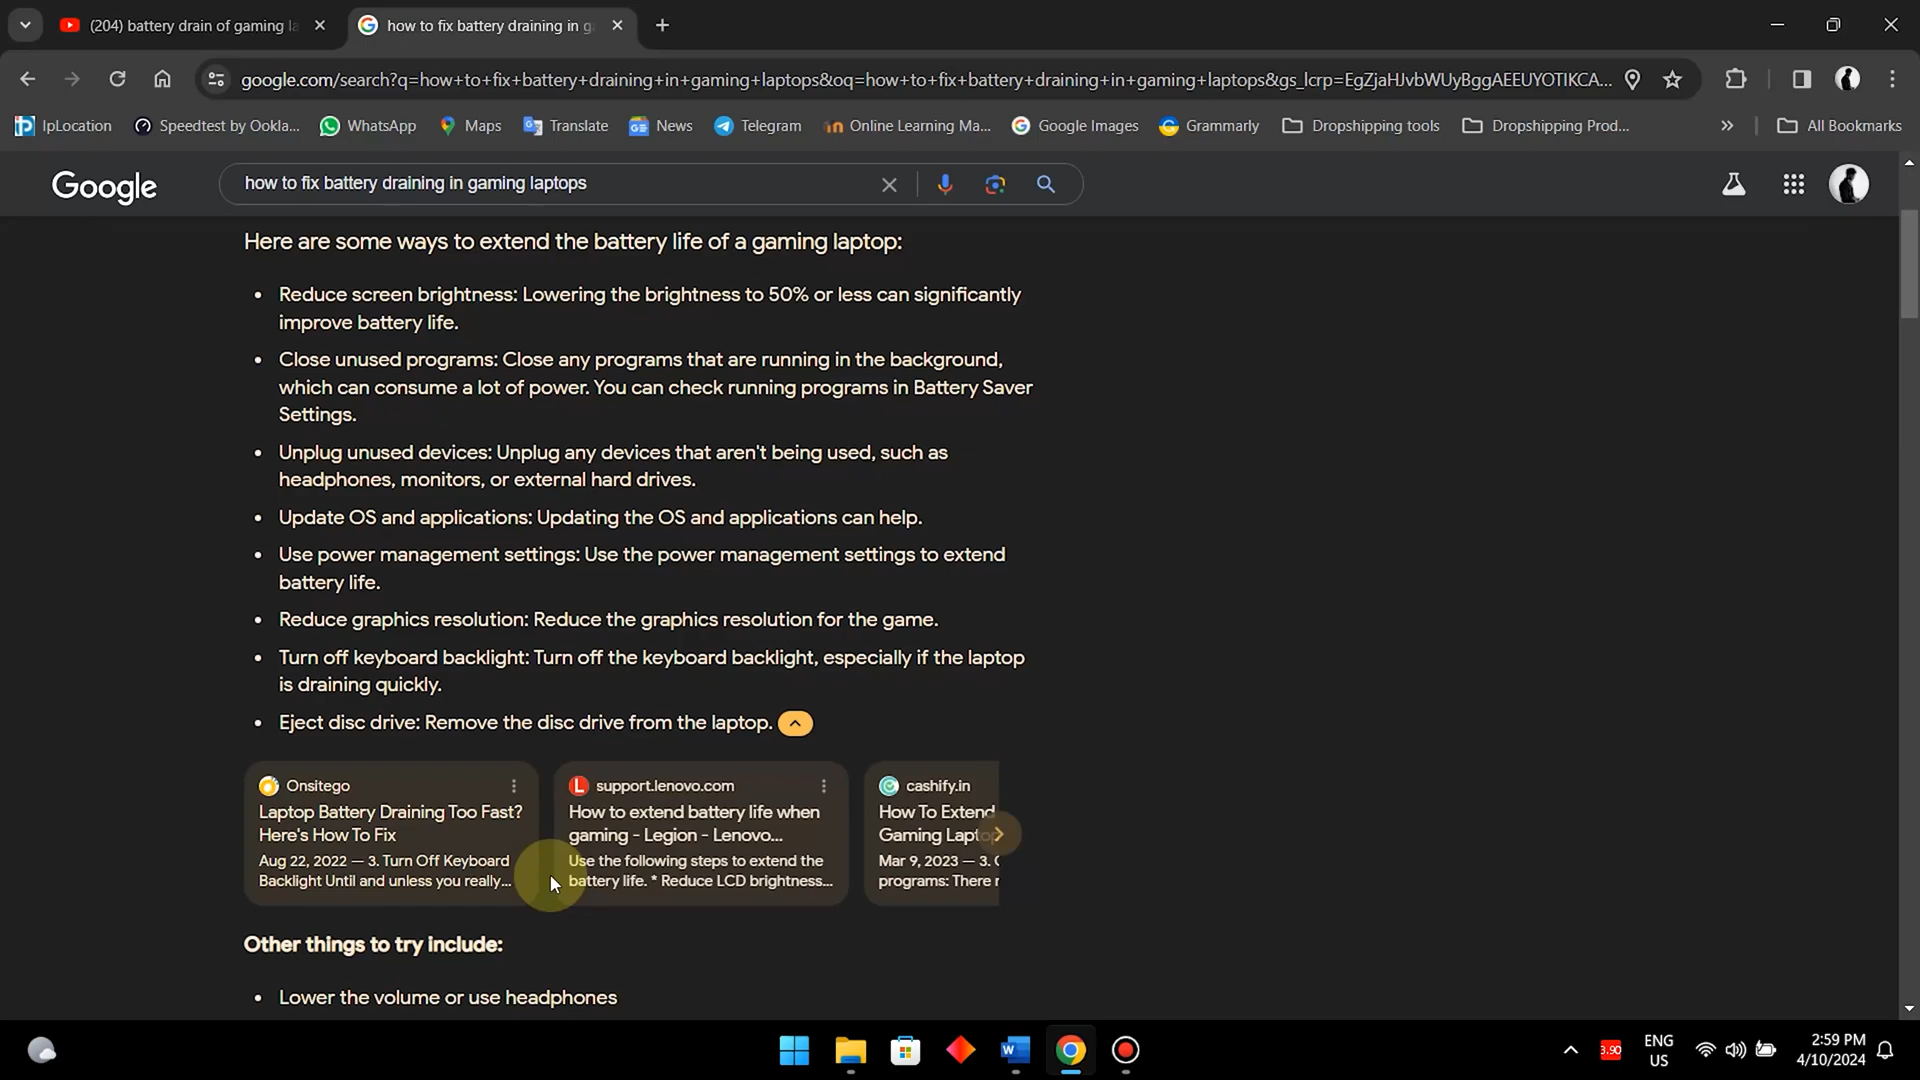 (204) battery drain of gaming la
how to fix battery draining in g
google.com/search?q=how+to+fix+battery+draining+in+gaming+laptops&oq=how+to+fix+battery+draining+in+gaming+laptops&gs_lcrp=EgZjaHJvbWUyBggAEEUYOTIKCA...
IpLocation
Speedtest by Ookla...
WhatsApp
Maps
Translate
News
Telegram
Online Learning Ma...
Google Images
Grammarly
Dropshipping tools
Dropshipping Prod...
All Bookmarks
Google
how to fix battery draining in gaming laptops
Here are some ways to extend the battery life of a gaming laptop:
• Reduce screen brightness: Lowering the brightness to 50% or less can significantly
improve battery life.
• Close unused programs: Close any programs that are running in the background,
which can consume a lot of power. You can check running programs in Battery Saver
Settings.
• Unplug unused devices: Unplug any devices that aren't being used, such as
headphones, monitors, or external hard drives.
• Update OS and applications: Updating the OS and applications can help.
• Use power management settings: Use the power management settings to extend
battery life.
• Reduce graphics resolution: Reduce the graphics resolution for the game.
• Turn off keyboard backlight: Turn off the keyboard backlight, especially if the laptop
is draining quickly.
• Eject disc drive: Remove the disc drive from the laptop.
Onsitego
Laptop Battery Draining Too Fast?
Here's How To Fix
Aug 22, 2022 — 3. Turn Off Keyboard
Backlight Until and unless you really...
support.lenovo.com
How to extend battery life when
gaming - Legion - Lenovo...
Use the following steps to extend the
battery life. * Reduce LCD brightness...
cashify.in
How To Extend
Gaming Lapto
Mar 9, 2023 — 3. C
programs: There r
Other things to try include:
• Lower the volume or use headphones
3.90
ENG
US
2:59 PM
4/10/2024